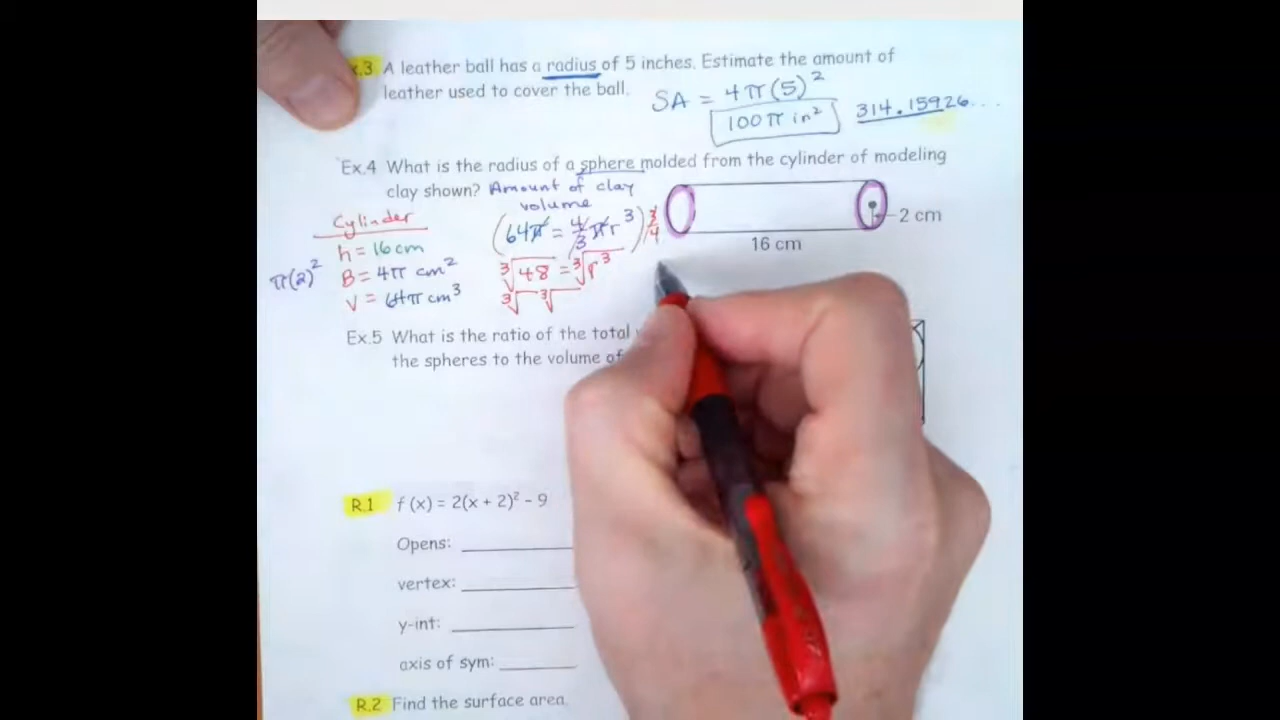 x.3 A leather ball has a radius of 5 inches. Estimate the amount of
leather used to cover the ball.
SA = 4π(5)²
100π in²
314.15926...
Ex.4 What is the radius of a sphere molded from the cylinder of modeling
clay shown? Amount of clay
volume
Cylinder
h = 16cm
π(2)² B = 4π cm²
V = 64π cm³
(64π = 4/3 πr³) 3/4
∛48 = ∛r³
∛ ∛
2 cm
16 cm
Ex.5 What is the ratio of the total
the spheres to the volume of
R.1 f (x) = 2(x + 2)² - 9
Opens:
vertex:
y-int:
axis of sym:
R.2 Find the surface area.